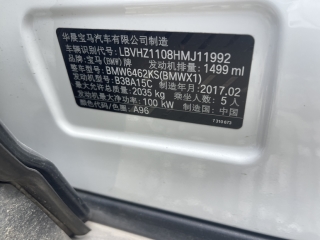 华晨宝马汽车有限公司制造
车辆识别代号: LBVHZ1108HMJ11992
品牌: 宝马(BMW)牌 发动机排量: 1499 ml
整车型号: BMW6462KS(BMWX1)
发动机型号: B38A15C 制造年月: 2017.02
最大允许总质量: 2035 kg 乘坐人数: 5 人
发动机最大净功率: 100 kW 制造国: 中国
车身颜色代码: A96